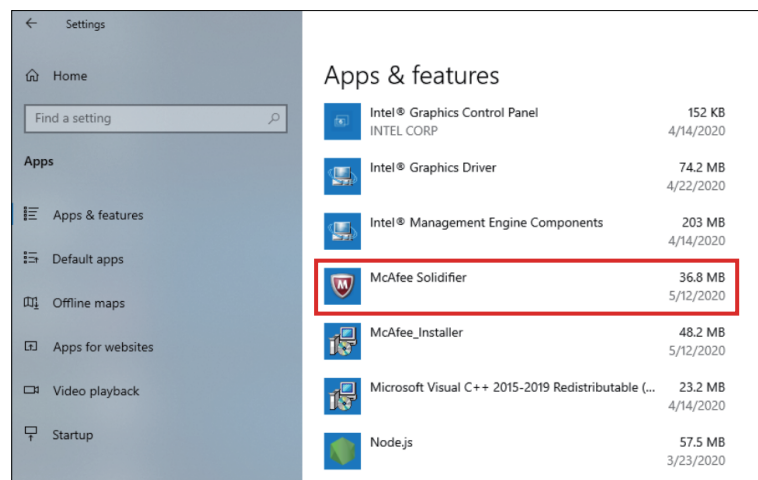 Settings
Home
Find a setting
Apps
Apps & features
Default apps
Offline maps
Apps for websites
Video playback
Startup
Apps & features
Intel® Graphics Control Panel 152 KB
INTEL CORP 4/14/2020
Intel® Graphics Driver 74.2 MB
4/22/2020
Intel® Management Engine Components 203 MB
4/14/2020
McAfee Solidifier 36.8 MB
5/12/2020
McAfee_Installer 48.2 MB
5/12/2020
Microsoft Visual C++ 2015-2019 Redistributable (... 23.2 MB
4/14/2020
Node.js 57.5 MB
3/23/2020